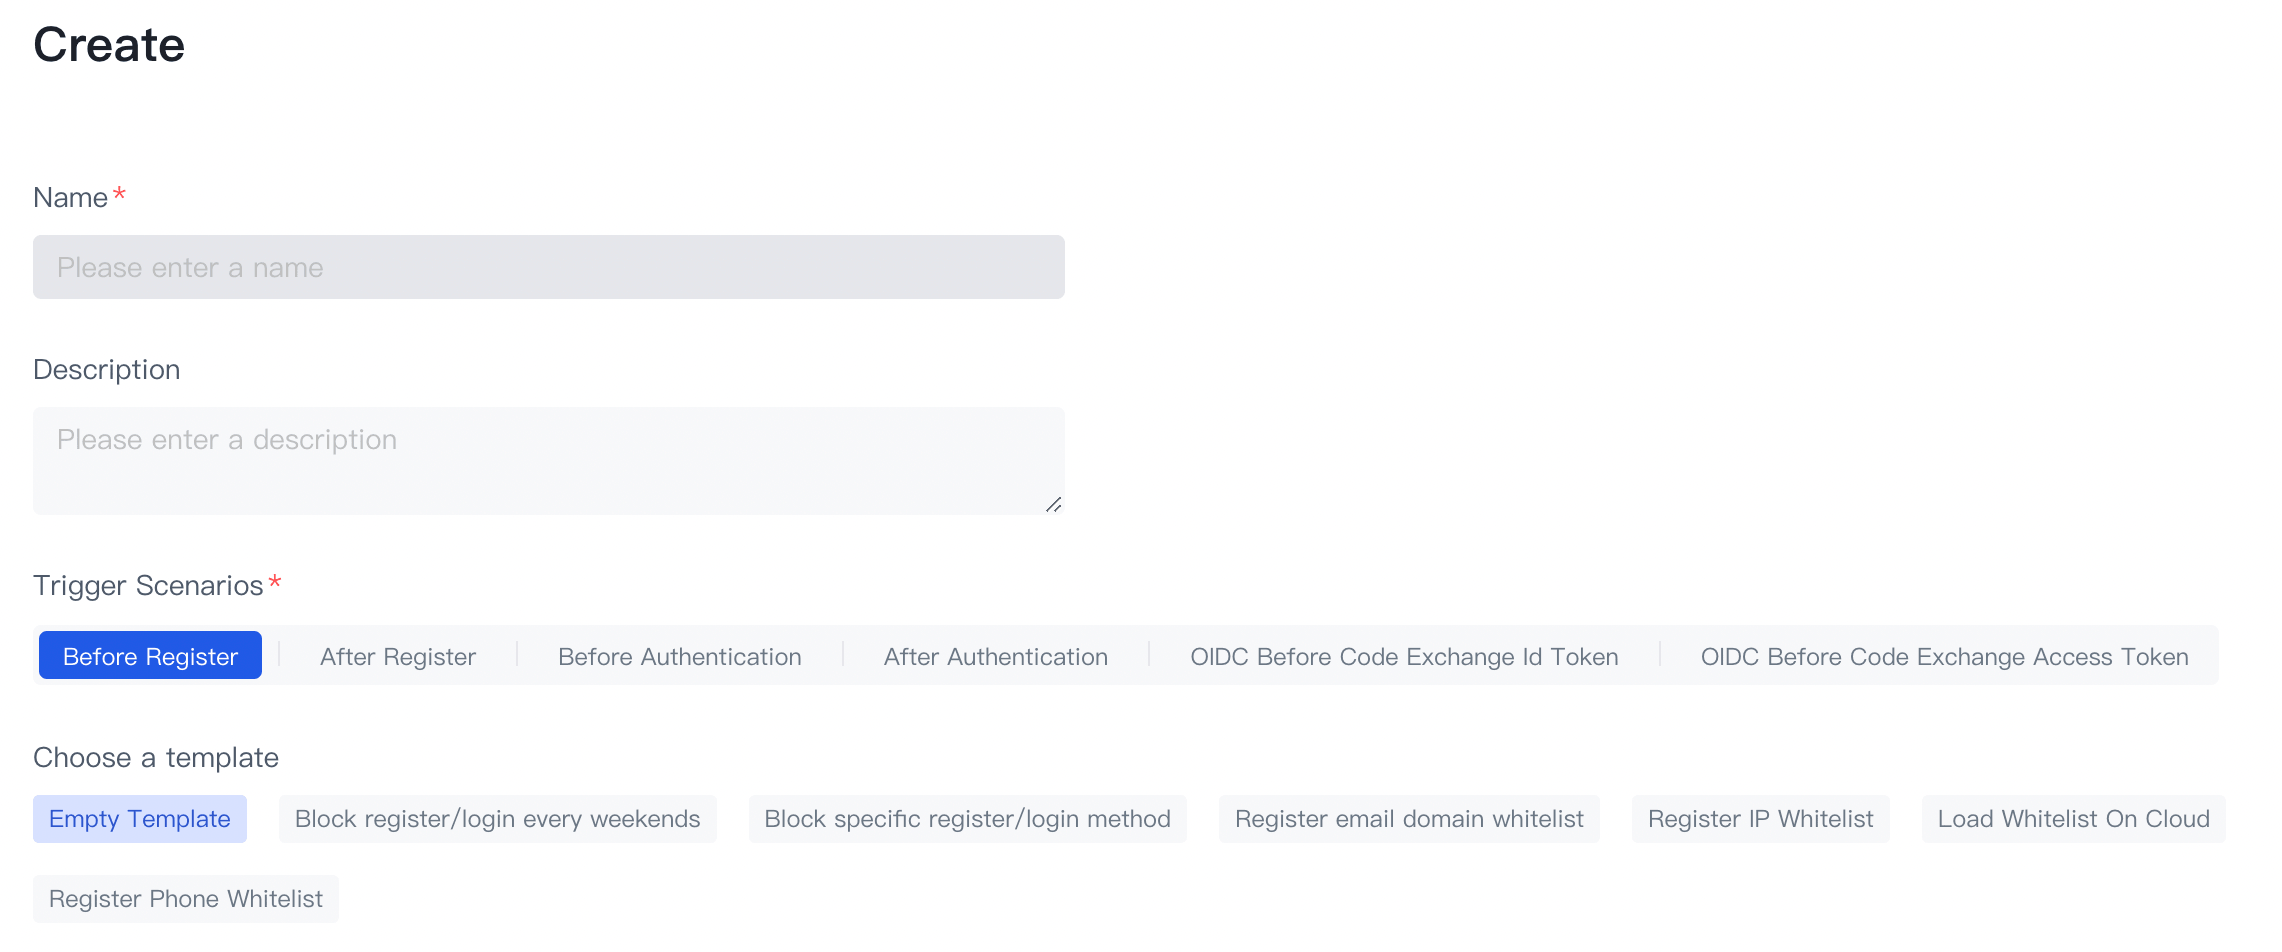 Create
Name*
Please enter a name
Description
Please enter a description
Trigger Scenarios*
Before Register After Register Before Authentication After Authentication OIDC Before Code Exchange Id Token OIDC Before Code Exchange Access Token
Choose a template
Empty Template Block register/login every weekends Block specific register/login method Register email domain whitelist Register IP Whitelist Load Whitelist On Cloud
Register Phone Whitelist